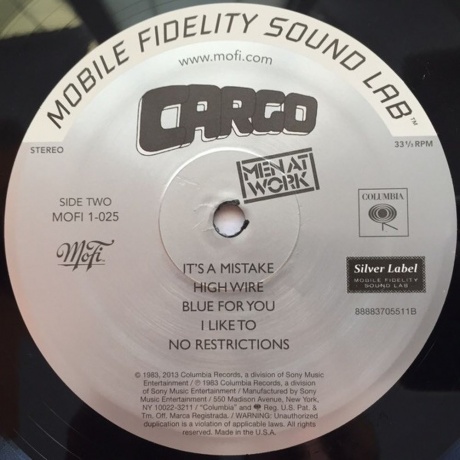 MOBILE FIDELITY SOUND LAB™
www.mofi.com
CARGO
STEREO
33 1/3 RPM
MEN AT
WORK
SIDE TWO
MOFI 1-025
COLUMBIA
MoFi
IT'S A MISTAKE
HIGH WIRE
BLUE FOR YOU
I LIKE TO
NO RESTRICTIONS
Silver Label
MOBILE FIDELITY
SOUND LAB
88883705511B
© 1983, 2013 Columbia Records, a division of Sony Music
Entertainment / ℗ 1983 Columbia Records, a division
of Sony Music Entertainment / Manufactured by Sony
Music Entertainment / 550 Madison Avenue, New York,
NY 10022-3211 / "Columbia" and Reg. U.S. Pat. &
Tm. Off. Marca Registrada. / WARNING: Unauthorized
duplication is a violation of applicable laws. All rights
reserved. Made in the U.S.A.